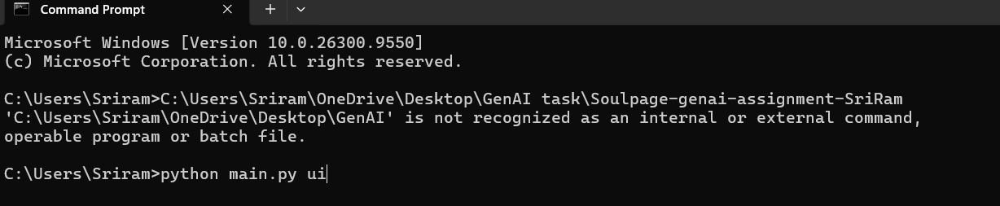 Command Prompt
Microsoft Windows [Version 10.0.26300.9550]
(c) Microsoft Corporation. All rights reserved.
C:\Users\Sriram>C:\Users\Sriram\OneDrive\Desktop\GenAI task\Soulpage-genai-assignment-SriRam
'C:\Users\Sriram\OneDrive\Desktop\GenAI' is not recognized as an internal or external command,
operable program or batch file.
C:\Users\Sriram>python main.py ui